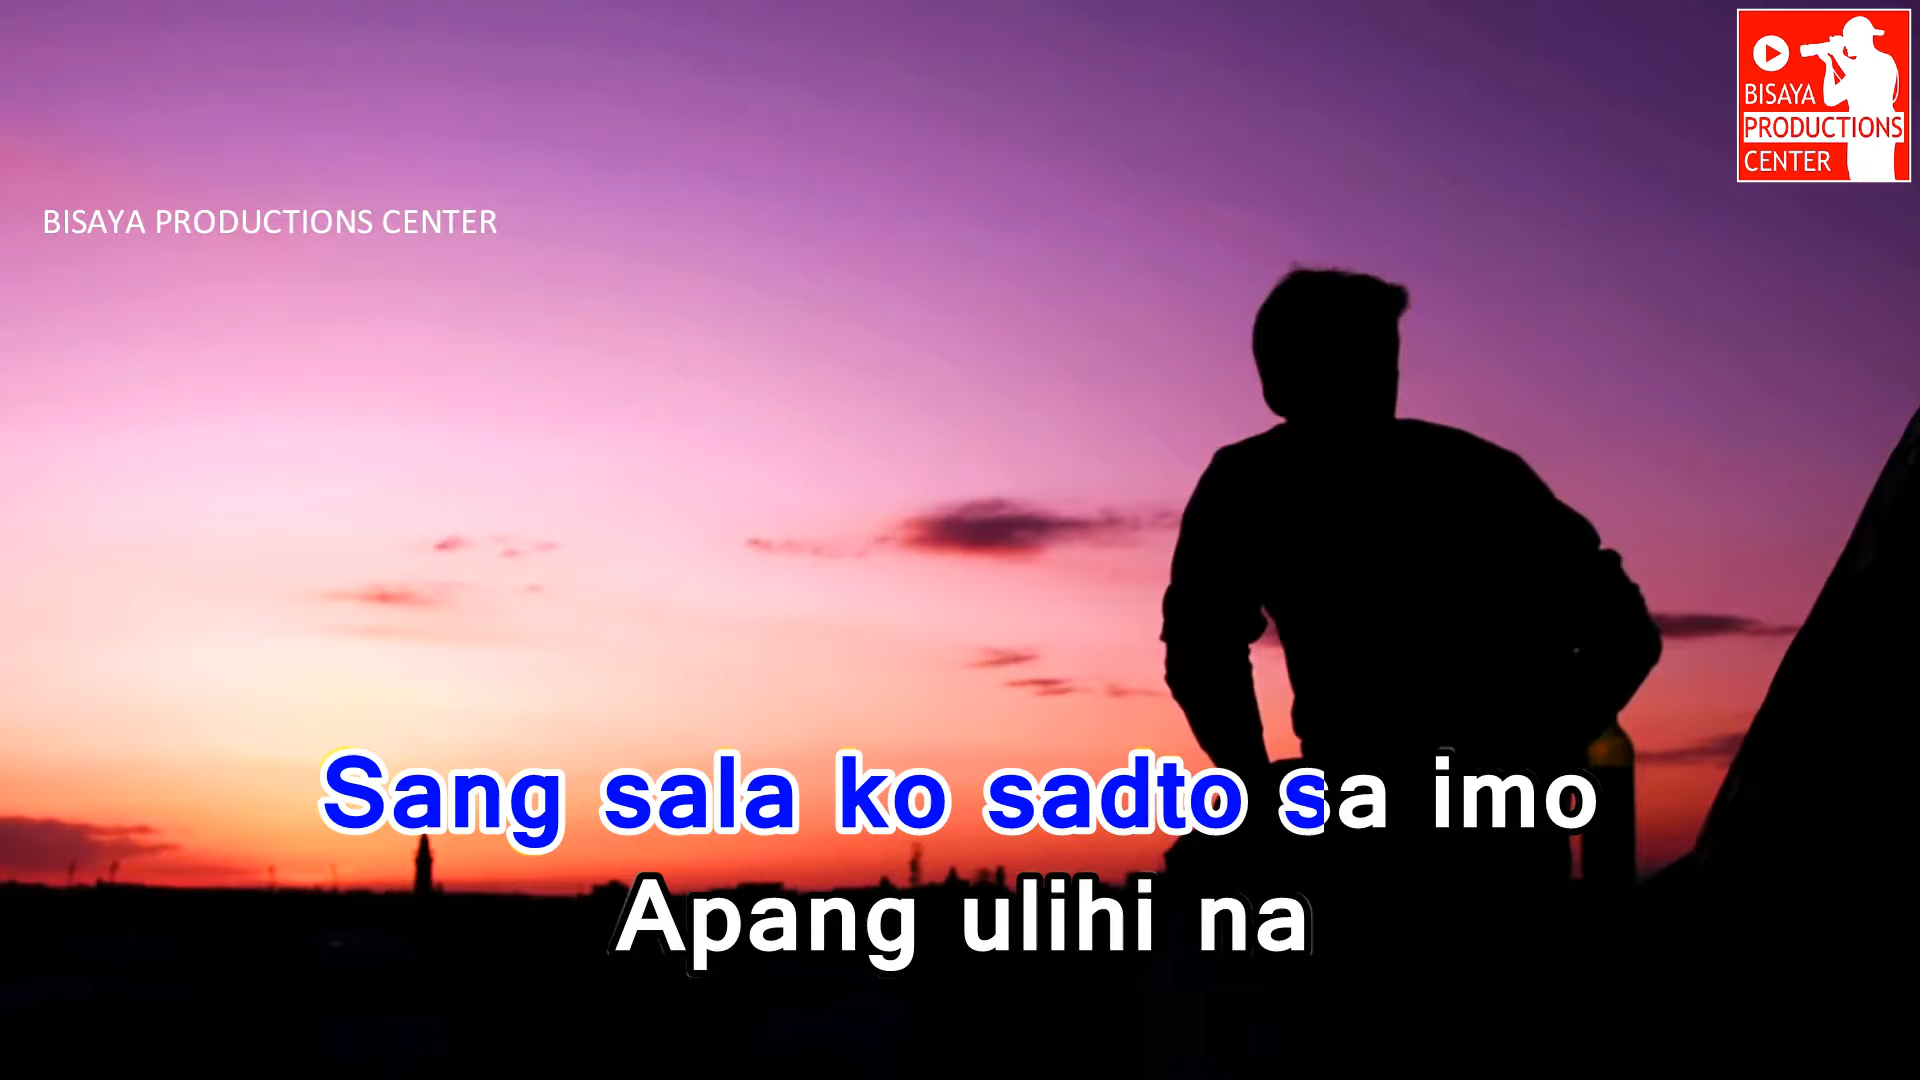 BISAYA
PRODUCTIONS
CENTER
BISAYA PRODUCTIONS CENTER
Sang sala ko sadto sa imo
Apang ulihi na